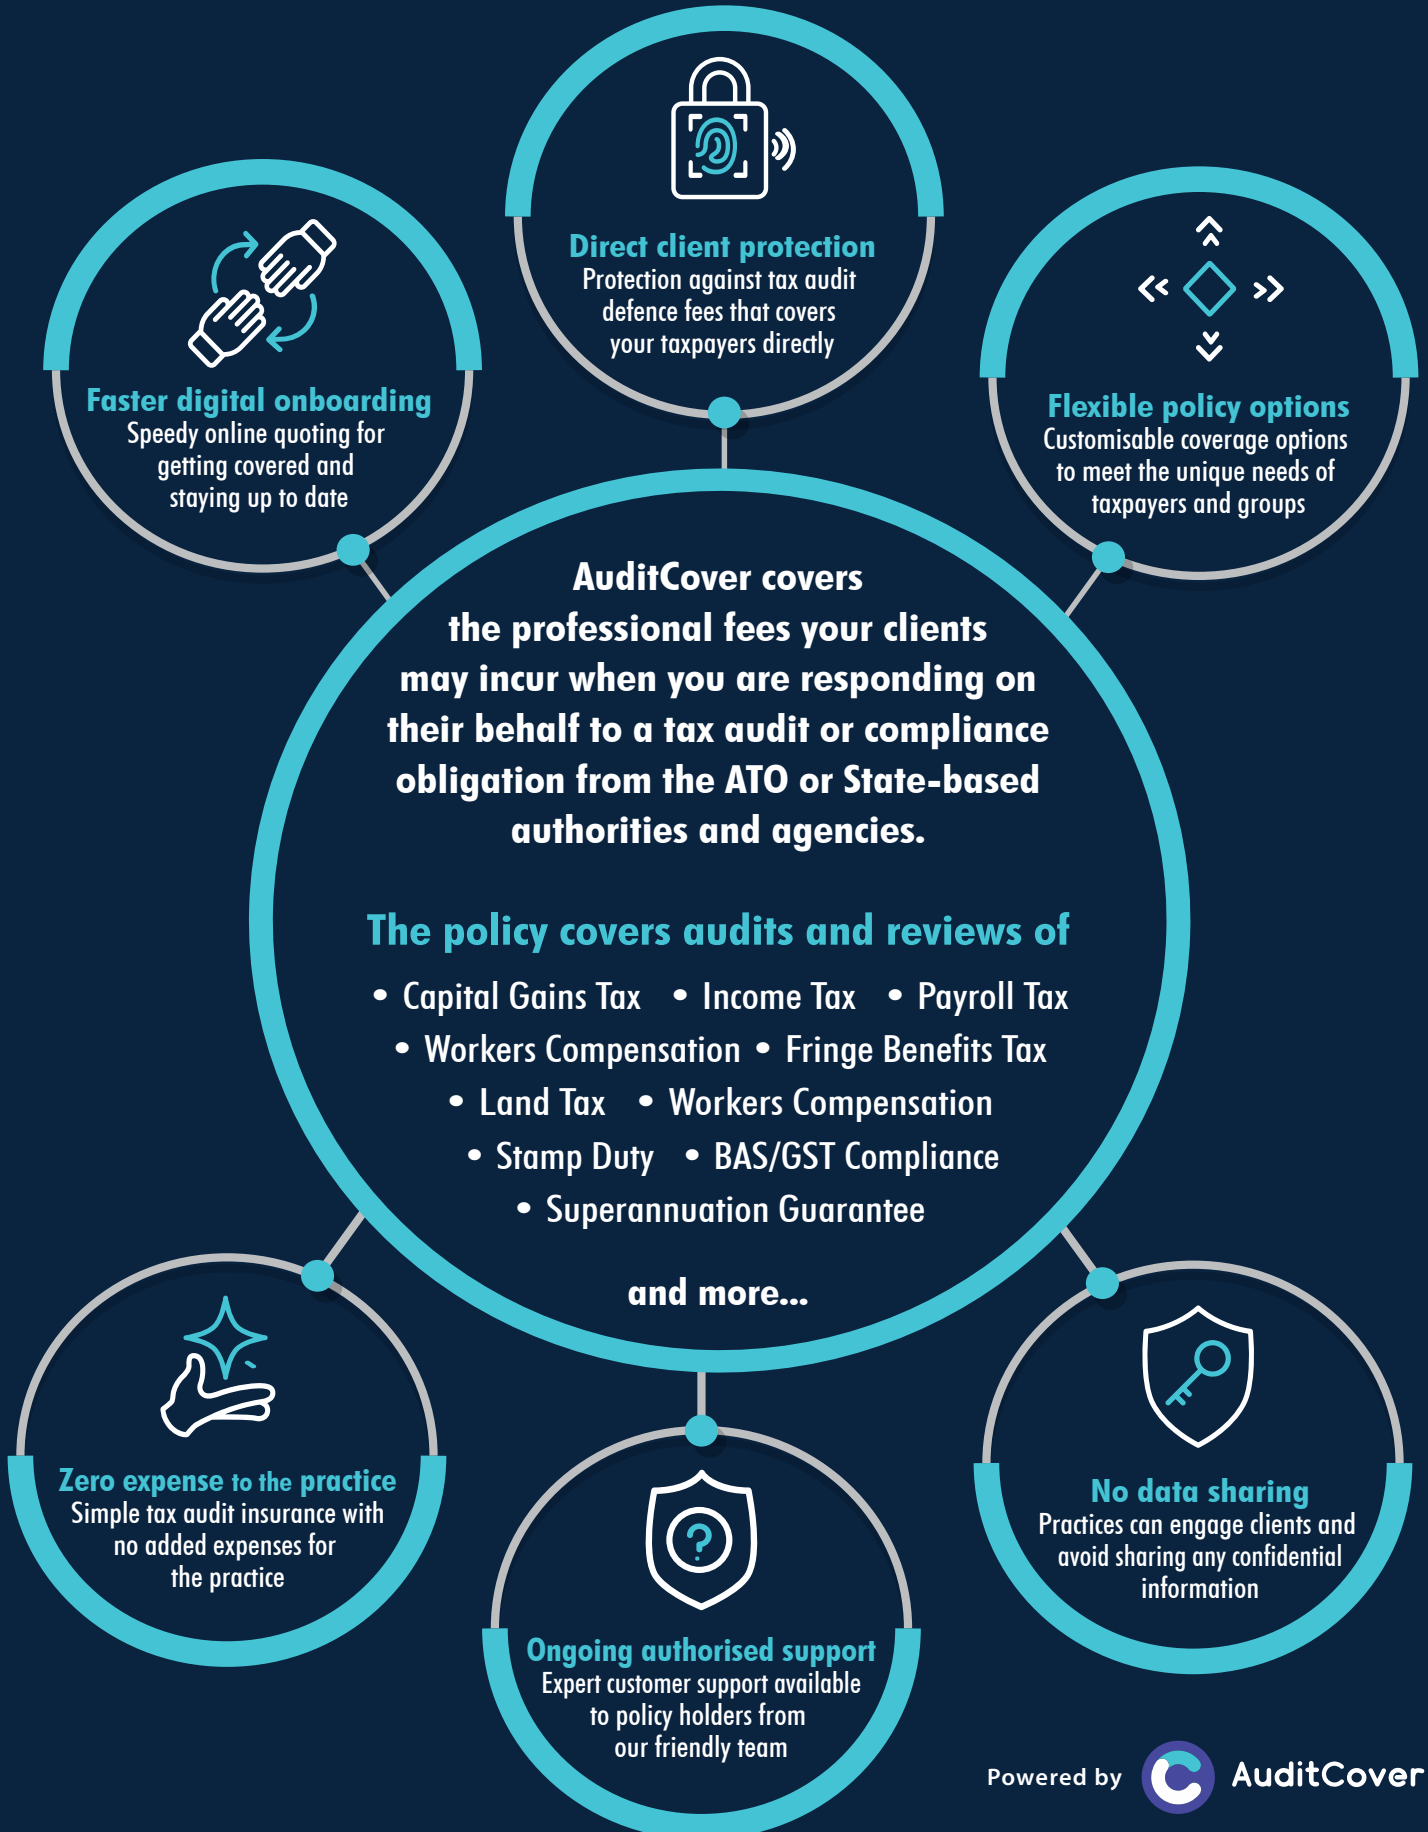 Direct client protection
Protection against tax audit
defence fees that covers
your taxpayers directly
Faster digital onboarding
Speedy online quoting for
getting covered and
staying up to date
Flexible policy options
Customisable coverage options
to meet the unique needs of
taxpayers and groups
AuditCover covers
the professional fees your clients
may incur when you are responding on
their behalf to a tax audit or compliance
obligation from the ATO or State-based
authorities and agencies.
The policy covers audits and reviews of
• Capital Gains Tax • Income Tax • Payroll Tax
• Workers Compensation • Fringe Benefits Tax
• Land Tax • Workers Compensation
• Stamp Duty • BAS/GST Compliance
• Superannuation Guarantee
and more...
Zero expense to the practice
Simple tax audit insurance with
no added expenses for
the practice
?
Ongoing authorised support
Expert customer support available
to policy holders from
our friendly team
No data sharing
Practices can engage clients and
avoid sharing any confidential
information
Powered by AuditCover